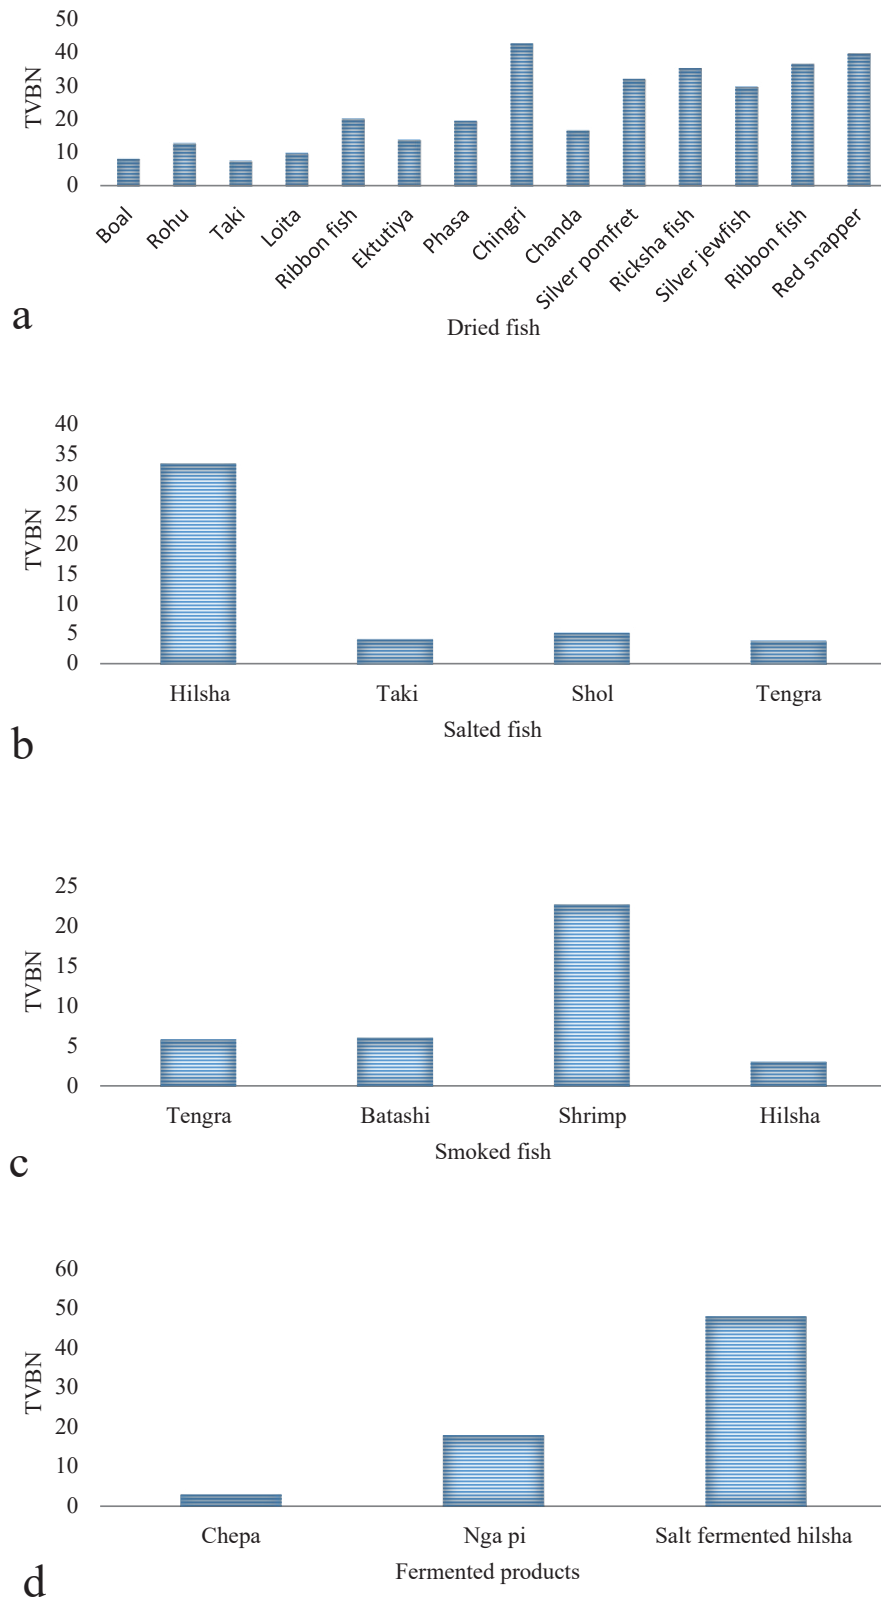 50
40
30
20
10
0
TVBN
Boal
Rohu
Taki
Loita
Ribbon fish
Ektutiya
Phasa
Chingri
Chanda
Silver pomfret
Ricksha fish
Silver jewfish
Ribbon fish
Red snapper
Dried fish
a
40
35
30
25
20
15
10
5
0
TVBN
Hilsha Taki Shol Tengra
Salted fish
b
25
20
15
10
5
0
TVBN
Tengra Batashi Shrimp Hilsha
Smoked fish
c
60
50
40
30
20
10
0
TVBN
Chepa Nga pi Salt fermented hilsha
Fermented products
d